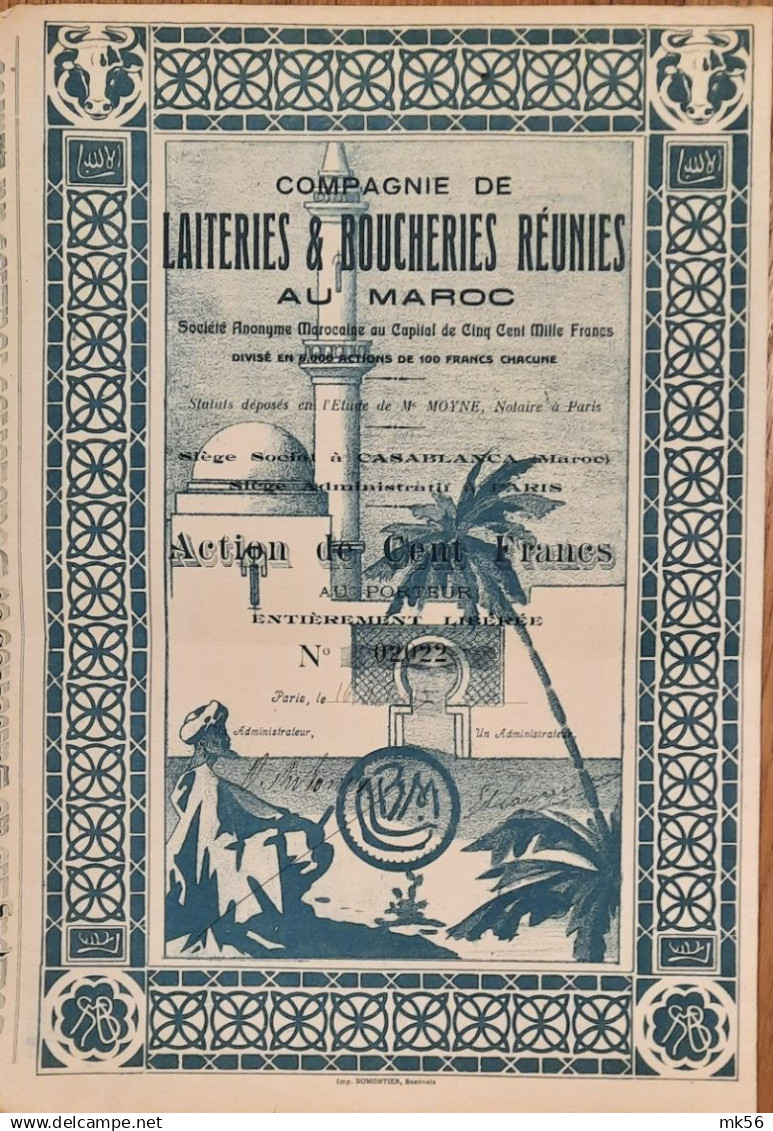 COMPAGNIE DE
LAITERIES & BOUCHERIES RÉUNIES
AU MAROC
Société Anonyme Marocaine au Capital de Cinq Cent Mille Francs
DIVISÉ EN 5.000 ACTIONS DE 100 FRANCS CHACUNE
Statuts déposés en l'Etude de Me MOYNE, Notaire à Paris
Siège Social à CASABLANCA (Maroc)
Siège Administratif à PARIS
Action de Cent Francs
AU PORTEUR
ENTIÈREMENT LIBÉRÉE
No 02022
Paris, le
Administrateur,
Un Administrateur
Imp. DUMONTIER, Beauvais
mk56